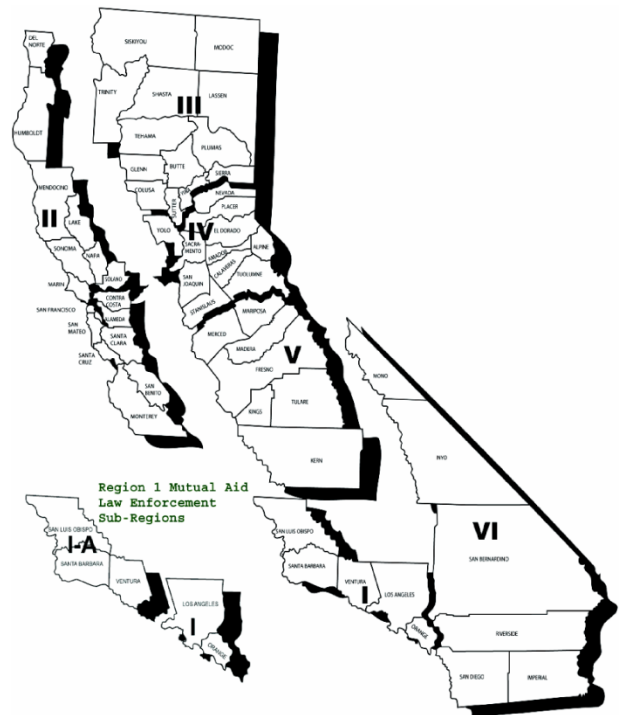 DEL
NORTE
HUMBOLDT
MENDOCINO
II
LAKE
SONOMA
NAPA
SOLANO
MARIN
CONTRA
COSTA
SAN FRANCISCO
ALAMEDA
SAN
MATEO
SANTA
CLARA
SANTA
CRUZ
SAN
BENITO
MONTEREY
SISKIYOU
MODOC
TRINITY
SHASTA
LASSEN
III
TEHAMA
PLUMAS
GLENN
BUTTE
SIERRA
COLUSA
SUTTER
NEVADA
PLACER
YOLO
IV
EL DORADO
SACRA-
MENTO
ALPINE
AMADOR
CALAVERAS
SAN
JOAQUIN
TUOLUMNE
STANISLAUS
MARIPOSA
MERCED
MADERA
V
FRESNO
KINGS
TULARE
KERN
MONO
INYO
VI
SAN BERNARDINO
SAN LUIS OBISPO
SANTA BARBARA
VENTURA
I
LOS ANGELES
ORANGE
RIVERSIDE
SAN DIEGO
IMPERIAL
Region 1 Mutual Aid
Law Enforcement
Sub-Regions
SAN LUIS OBISPO
I-A
SANTA BARBARA
VENTURA
LOS ANGELES
I
ORANGE